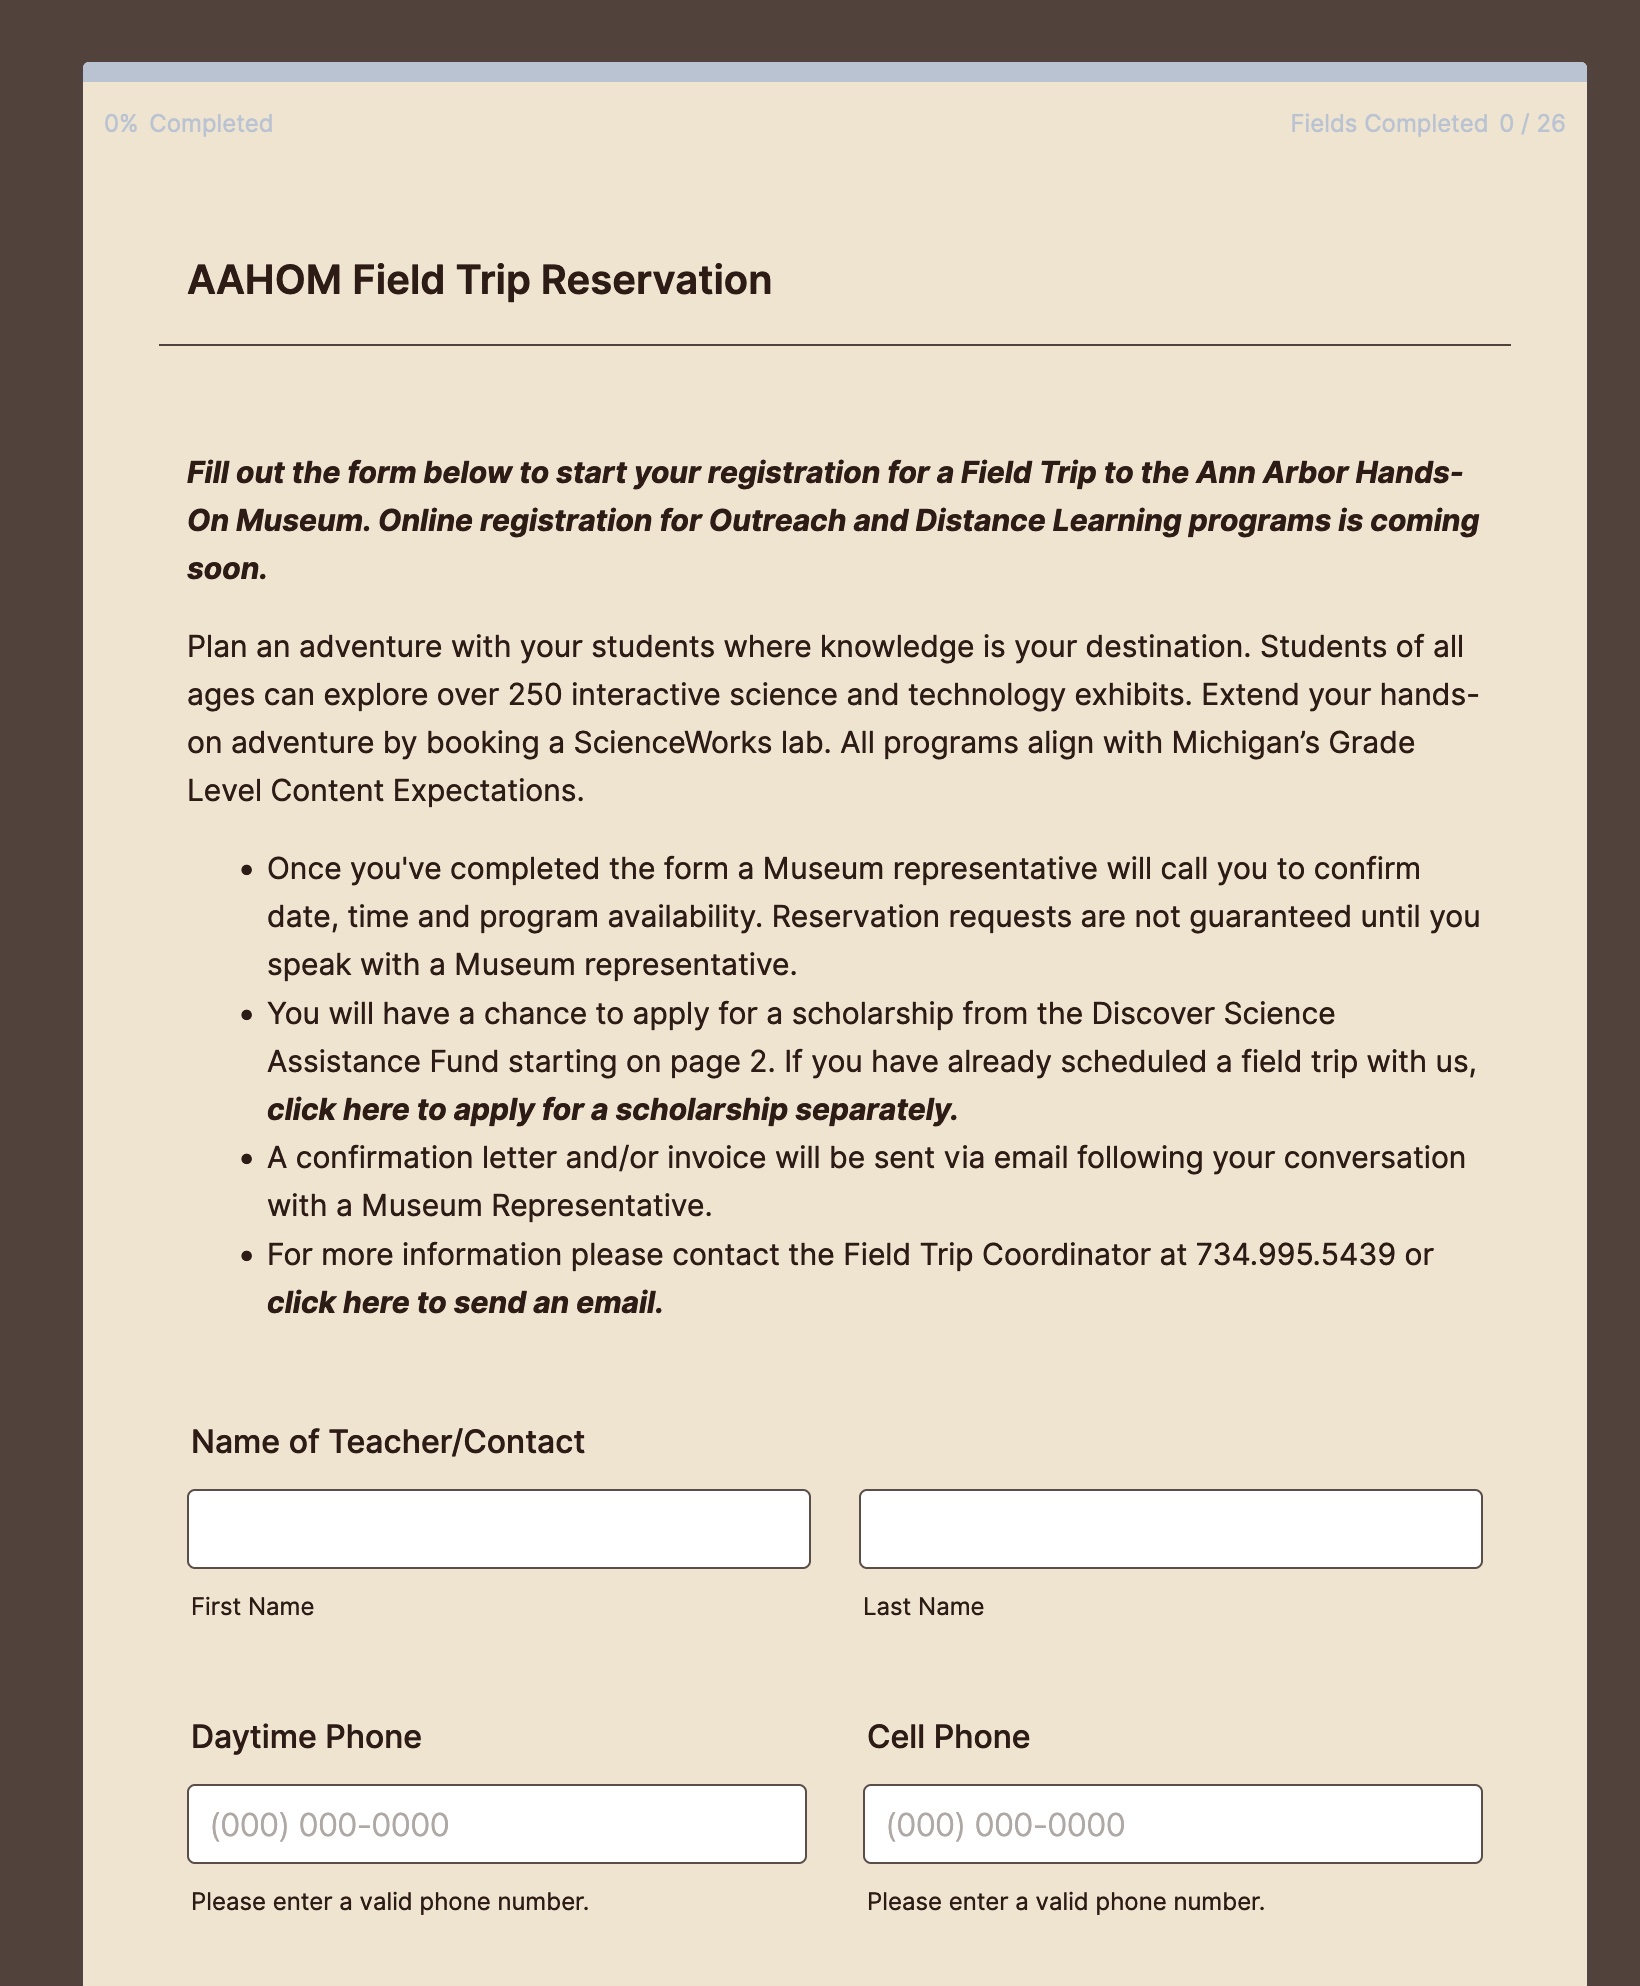 0% Completed
Fields Completed 0 / 26
AAHOM Field Trip Reservation
Fill out the form below to start your registration for a Field Trip to the Ann Arbor Hands-
On Museum. Online registration for Outreach and Distance Learning programs is coming
soon.
Plan an adventure with your students where knowledge is your destination. Students of all
ages can explore over 250 interactive science and technology exhibits. Extend your hands-
on adventure by booking a ScienceWorks lab. All programs align with Michigan’s Grade
Level Content Expectations.
• Once you've completed the form a Museum representative will call you to confirm
date, time and program availability. Reservation requests are not guaranteed until you
speak with a Museum representative.
• You will have a chance to apply for a scholarship from the Discover Science
Assistance Fund starting on page 2. If you have already scheduled a field trip with us,
click here to apply for a scholarship separately.
• A confirmation letter and/or invoice will be sent via email following your conversation
with a Museum Representative.
• For more information please contact the Field Trip Coordinator at 734.995.5439 or
click here to send an email.
Name of Teacher/Contact
First Name
Last Name
Daytime Phone
Cell Phone
(000) 000-0000
(000) 000-0000
Please enter a valid phone number.
Please enter a valid phone number.